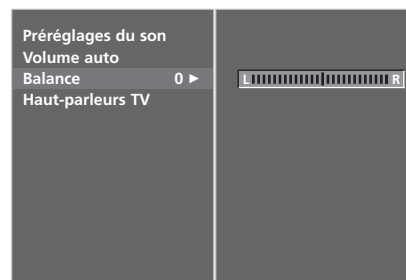 Préréglages du son
Volume auto
Balance 0 ►
L R
Haut-parleurs TV